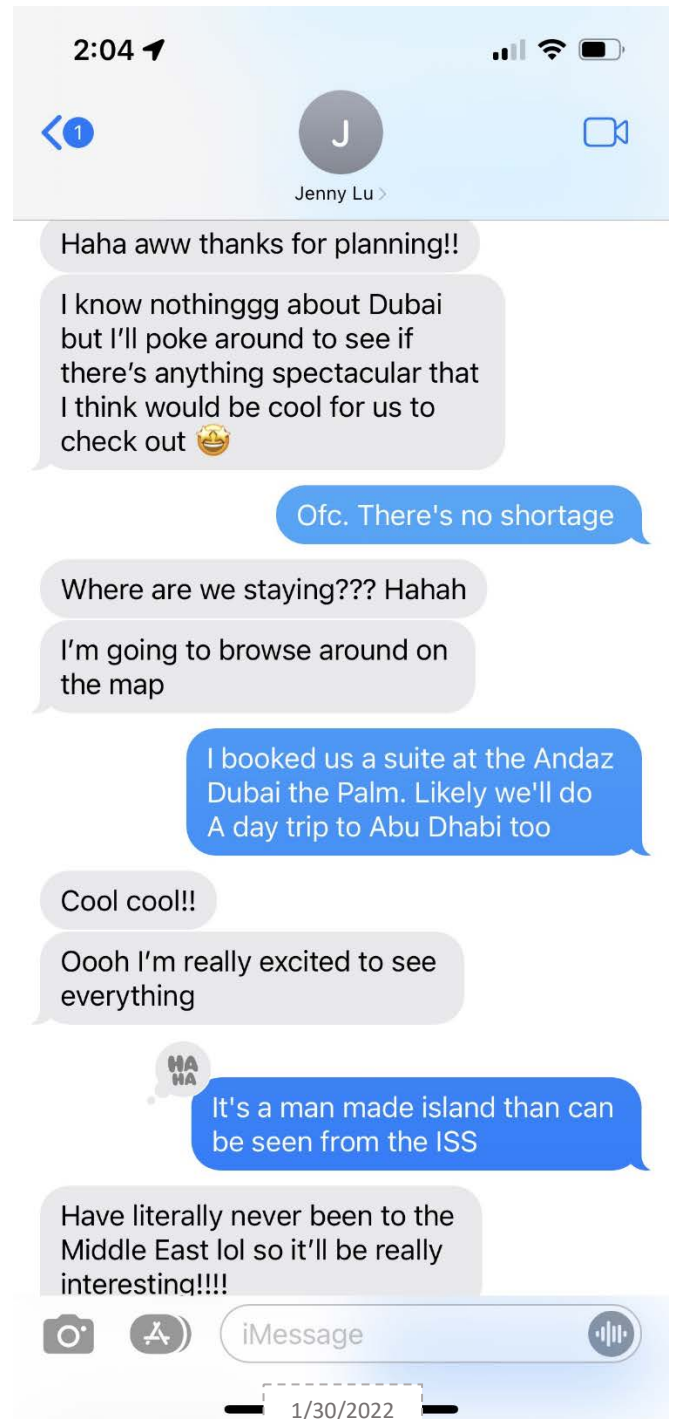 2:04
1
J
Jenny Lu
Haha aww thanks for planning!!
I know nothinggg about Dubai
but I'll poke around to see if
there's anything spectacular that
I think would be cool for us to
check out 🤩
Ofc. There's no shortage
Where are we staying??? Hahah
I'm going to browse around on
the map
I booked us a suite at the Andaz
Dubai the Palm. Likely we'll do
A day trip to Abu Dhabi too
Cool cool!!
Oooh I'm really excited to see
everything
HA
HA
It's a man made island than can
be seen from the ISS
Have literally never been to the
Middle East lol so it'll be really
interesting!!!!
iMessage
1/30/2022